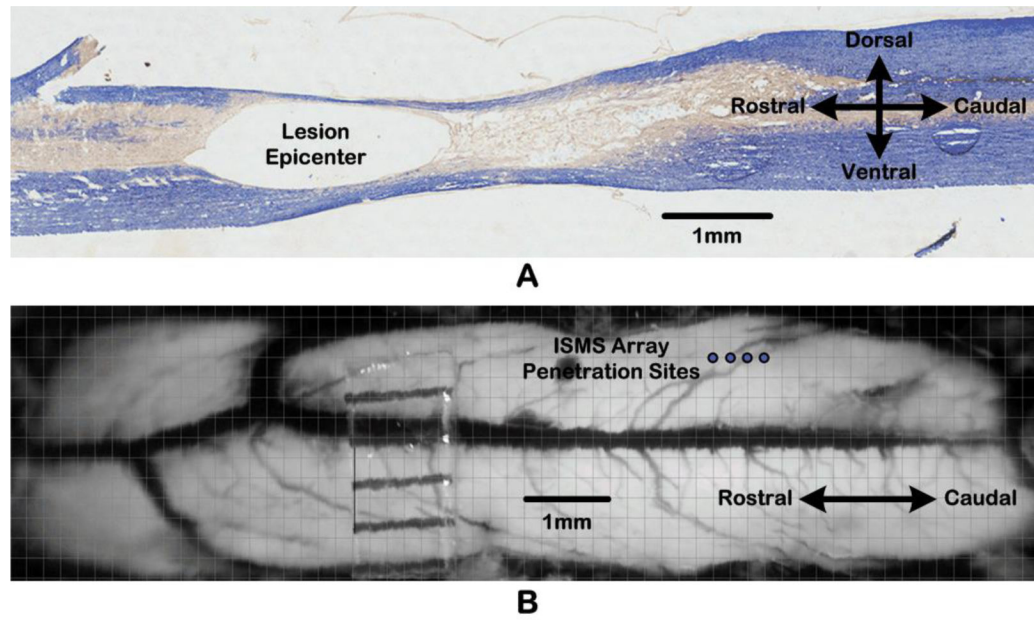 Dorsal
Rostral
Caudal
Lesion
Epicenter
Ventral
1mm
A
ISMS Array
Penetration Sites
Rostral
Caudal
1mm
B